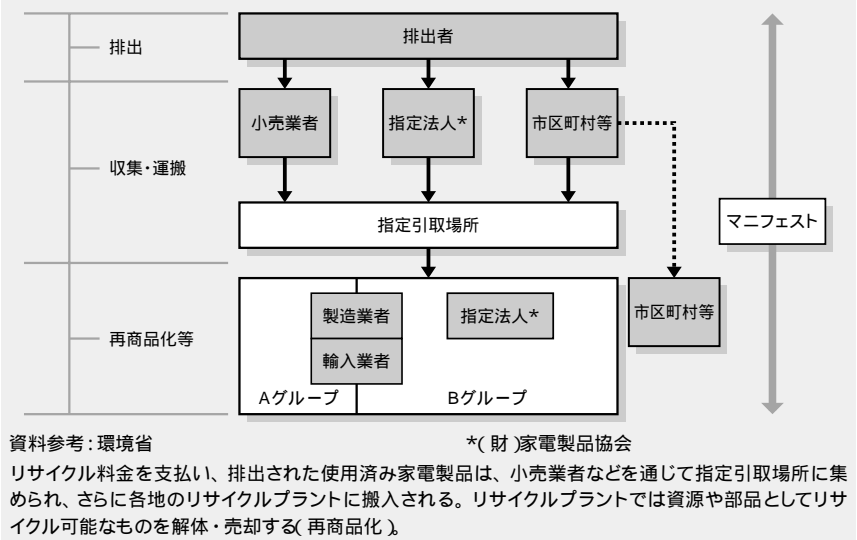 排出
排出者
小売業者
指定法人*
市区町村等
収集・運搬
指定引取場所
マニフェスト
再商品化等
製造業者
指定法人*
市区町村等
輸入業者
Aグループ
Bグループ
資料参考:環境省
*(財)家電製品協会
リサイクル料金を支払い、排出された使用済み家電製品は、小売業者などを通じて指定引取場所に集
められ、さらに各地のリサイクルプラントに搬入される。リサイクルプラントでは資源や部品としてリサ
イクル可能なものを解体・売却する(再商品化)。